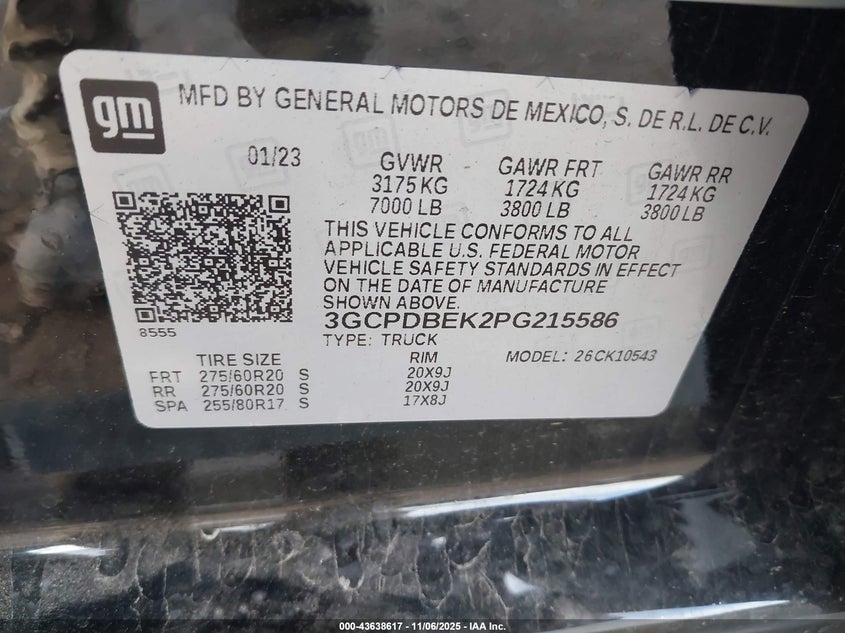 gm
MFD BY GENERAL MOTORS DE MEXICO, S. DE R.L. DE C.V.
01/23
GVWR GAWR FRT GAWR RR
3175 KG 1724 KG 1724 KG
7000 LB 3800 LB 3800 LB
THIS VEHICLE CONFORMS TO ALL
APPLICABLE U.S. FEDERAL MOTOR
VEHICLE SAFETY STANDARDS IN EFFECT
ON THE DATE OF MANUFACTURE
SHOWN ABOVE.
3GCPDBEK2PG215586
8555
TYPE: TRUCK
TIRE SIZE RIM MODEL: 26CK10543
FRT 275/60R20 S 20X9J
RR 275/60R20 S 20X9J
SPA 255/80R17 S 17X8J
000-43638617 - 11/06/2025 - IAA Inc.